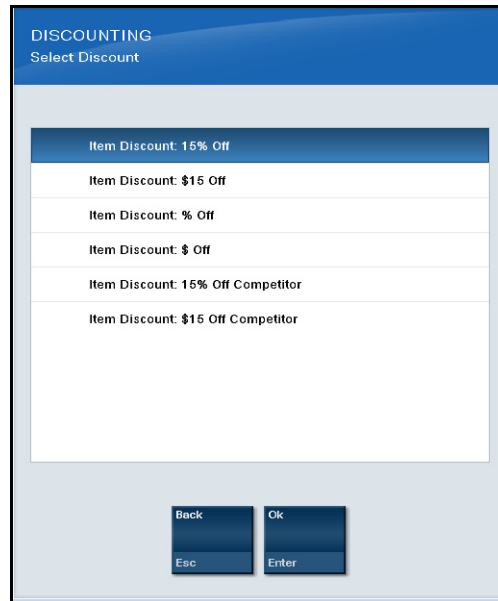 DISCOUNTING
Select Discount
Item Discount: 15% Off
Item Discount: $15 Off
Item Discount: % Off
Item Discount: $ Off
Item Discount: 15% Off Competitor
Item Discount: $15 Off Competitor
Back Ok
Esc Enter